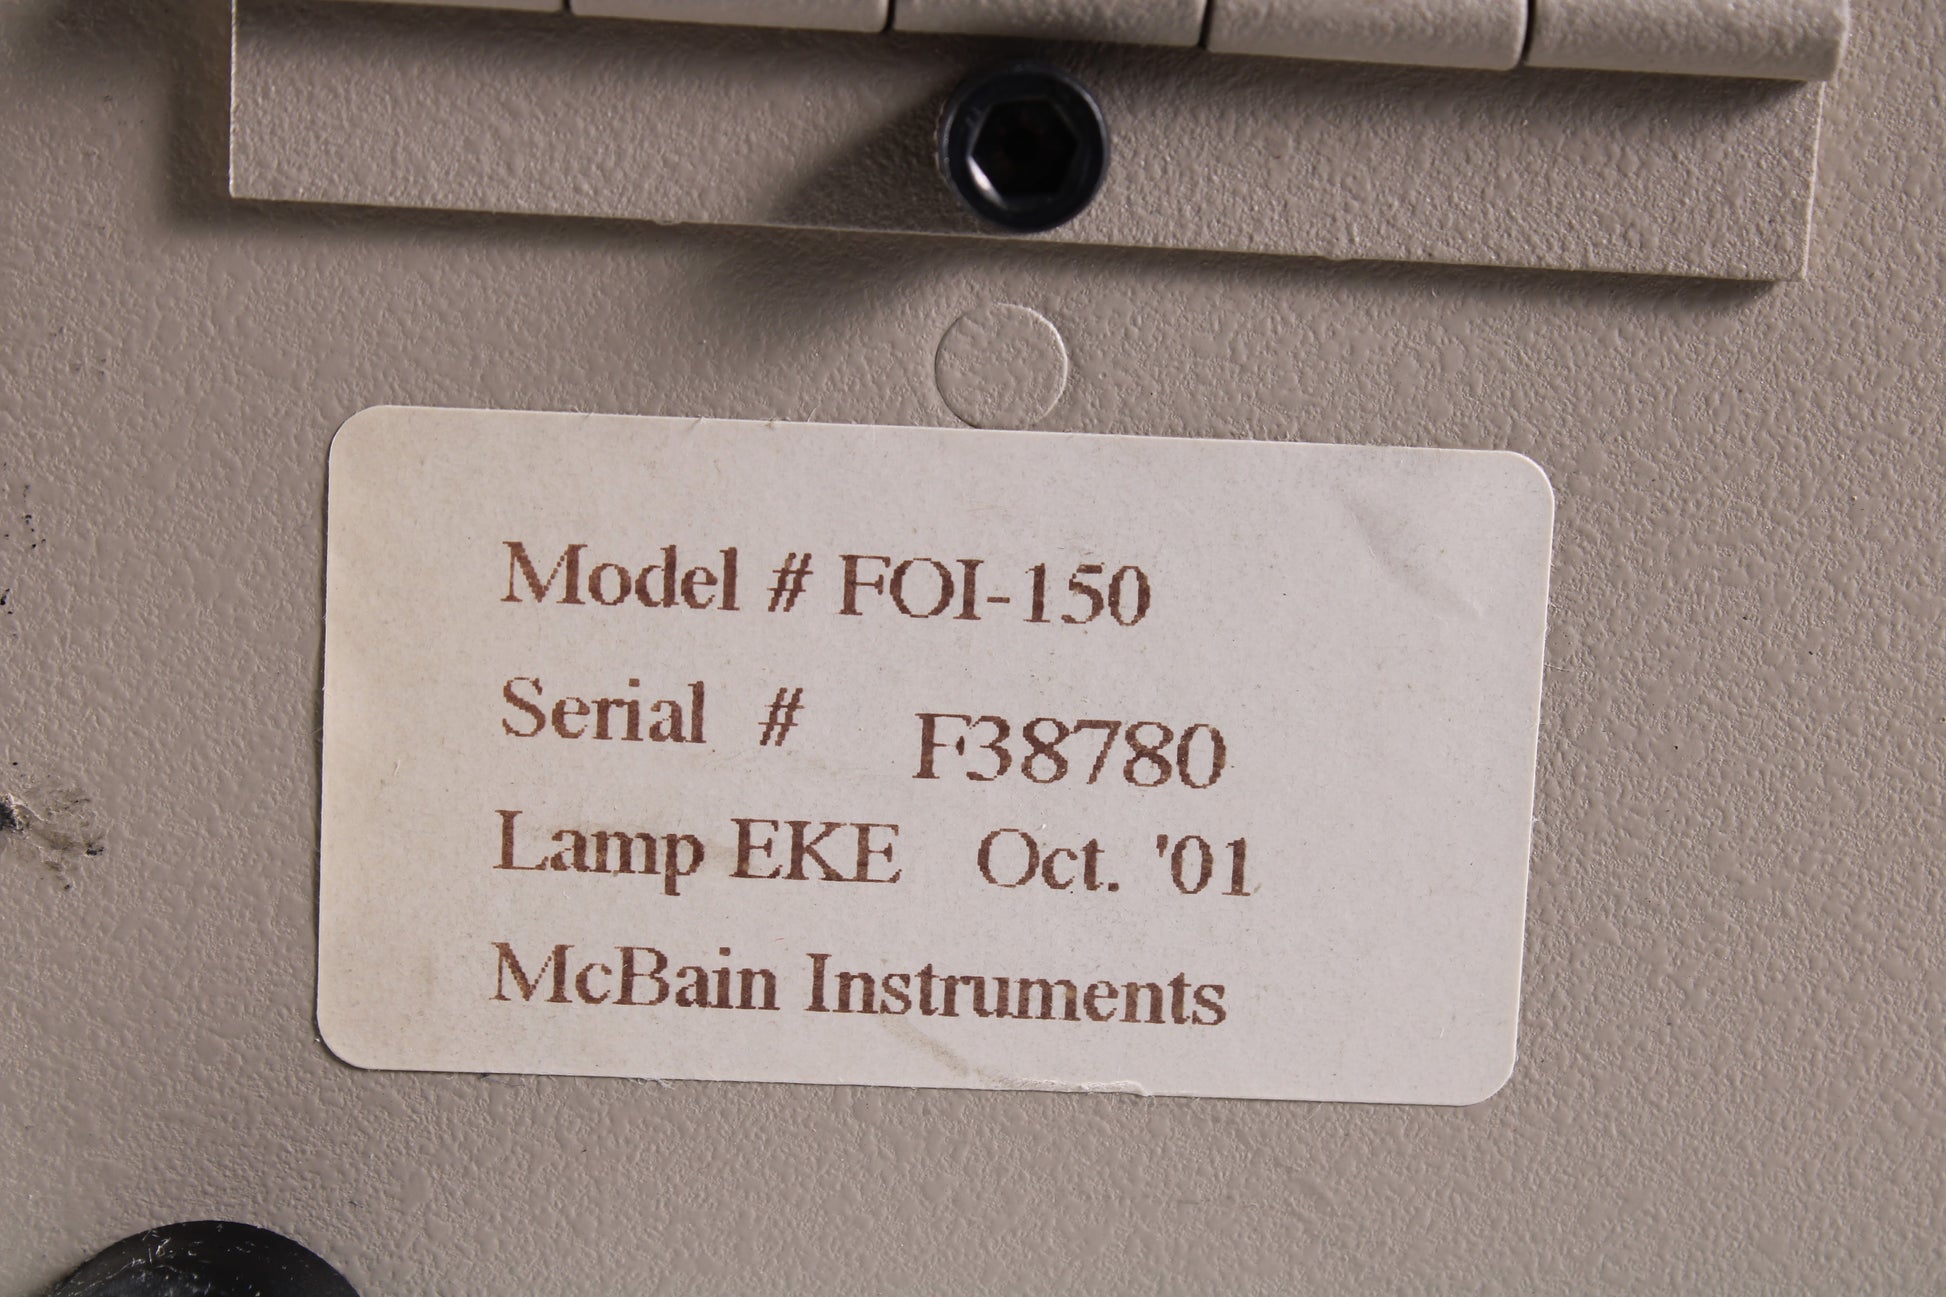 Model # FOI-150
Serial # F38780
Lamp EKE Oct. '01
McBain Instruments